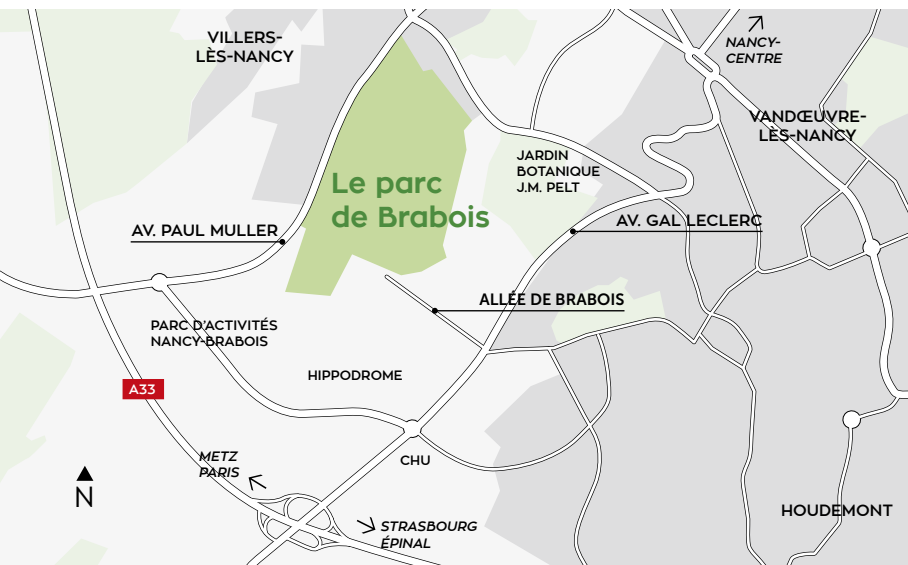 VILLERS-
LÈS-NANCY
NANCY-
CENTRE
VANDŒUVRE-
LÈS-NANCY
JARDIN
BOTANIQUE
J.M. PELT
Le parc
de Brabois
AV. PAUL MULLER
AV. GAL LECLERC
ALLÉE DE BRABOIS
PARC D'ACTIVITÉS
NANCY-BRABOIS
HIPPODROME
A33
METZ
PARIS
CHU
N
STRASBOURG
ÉPINAL
HOUDEMONT